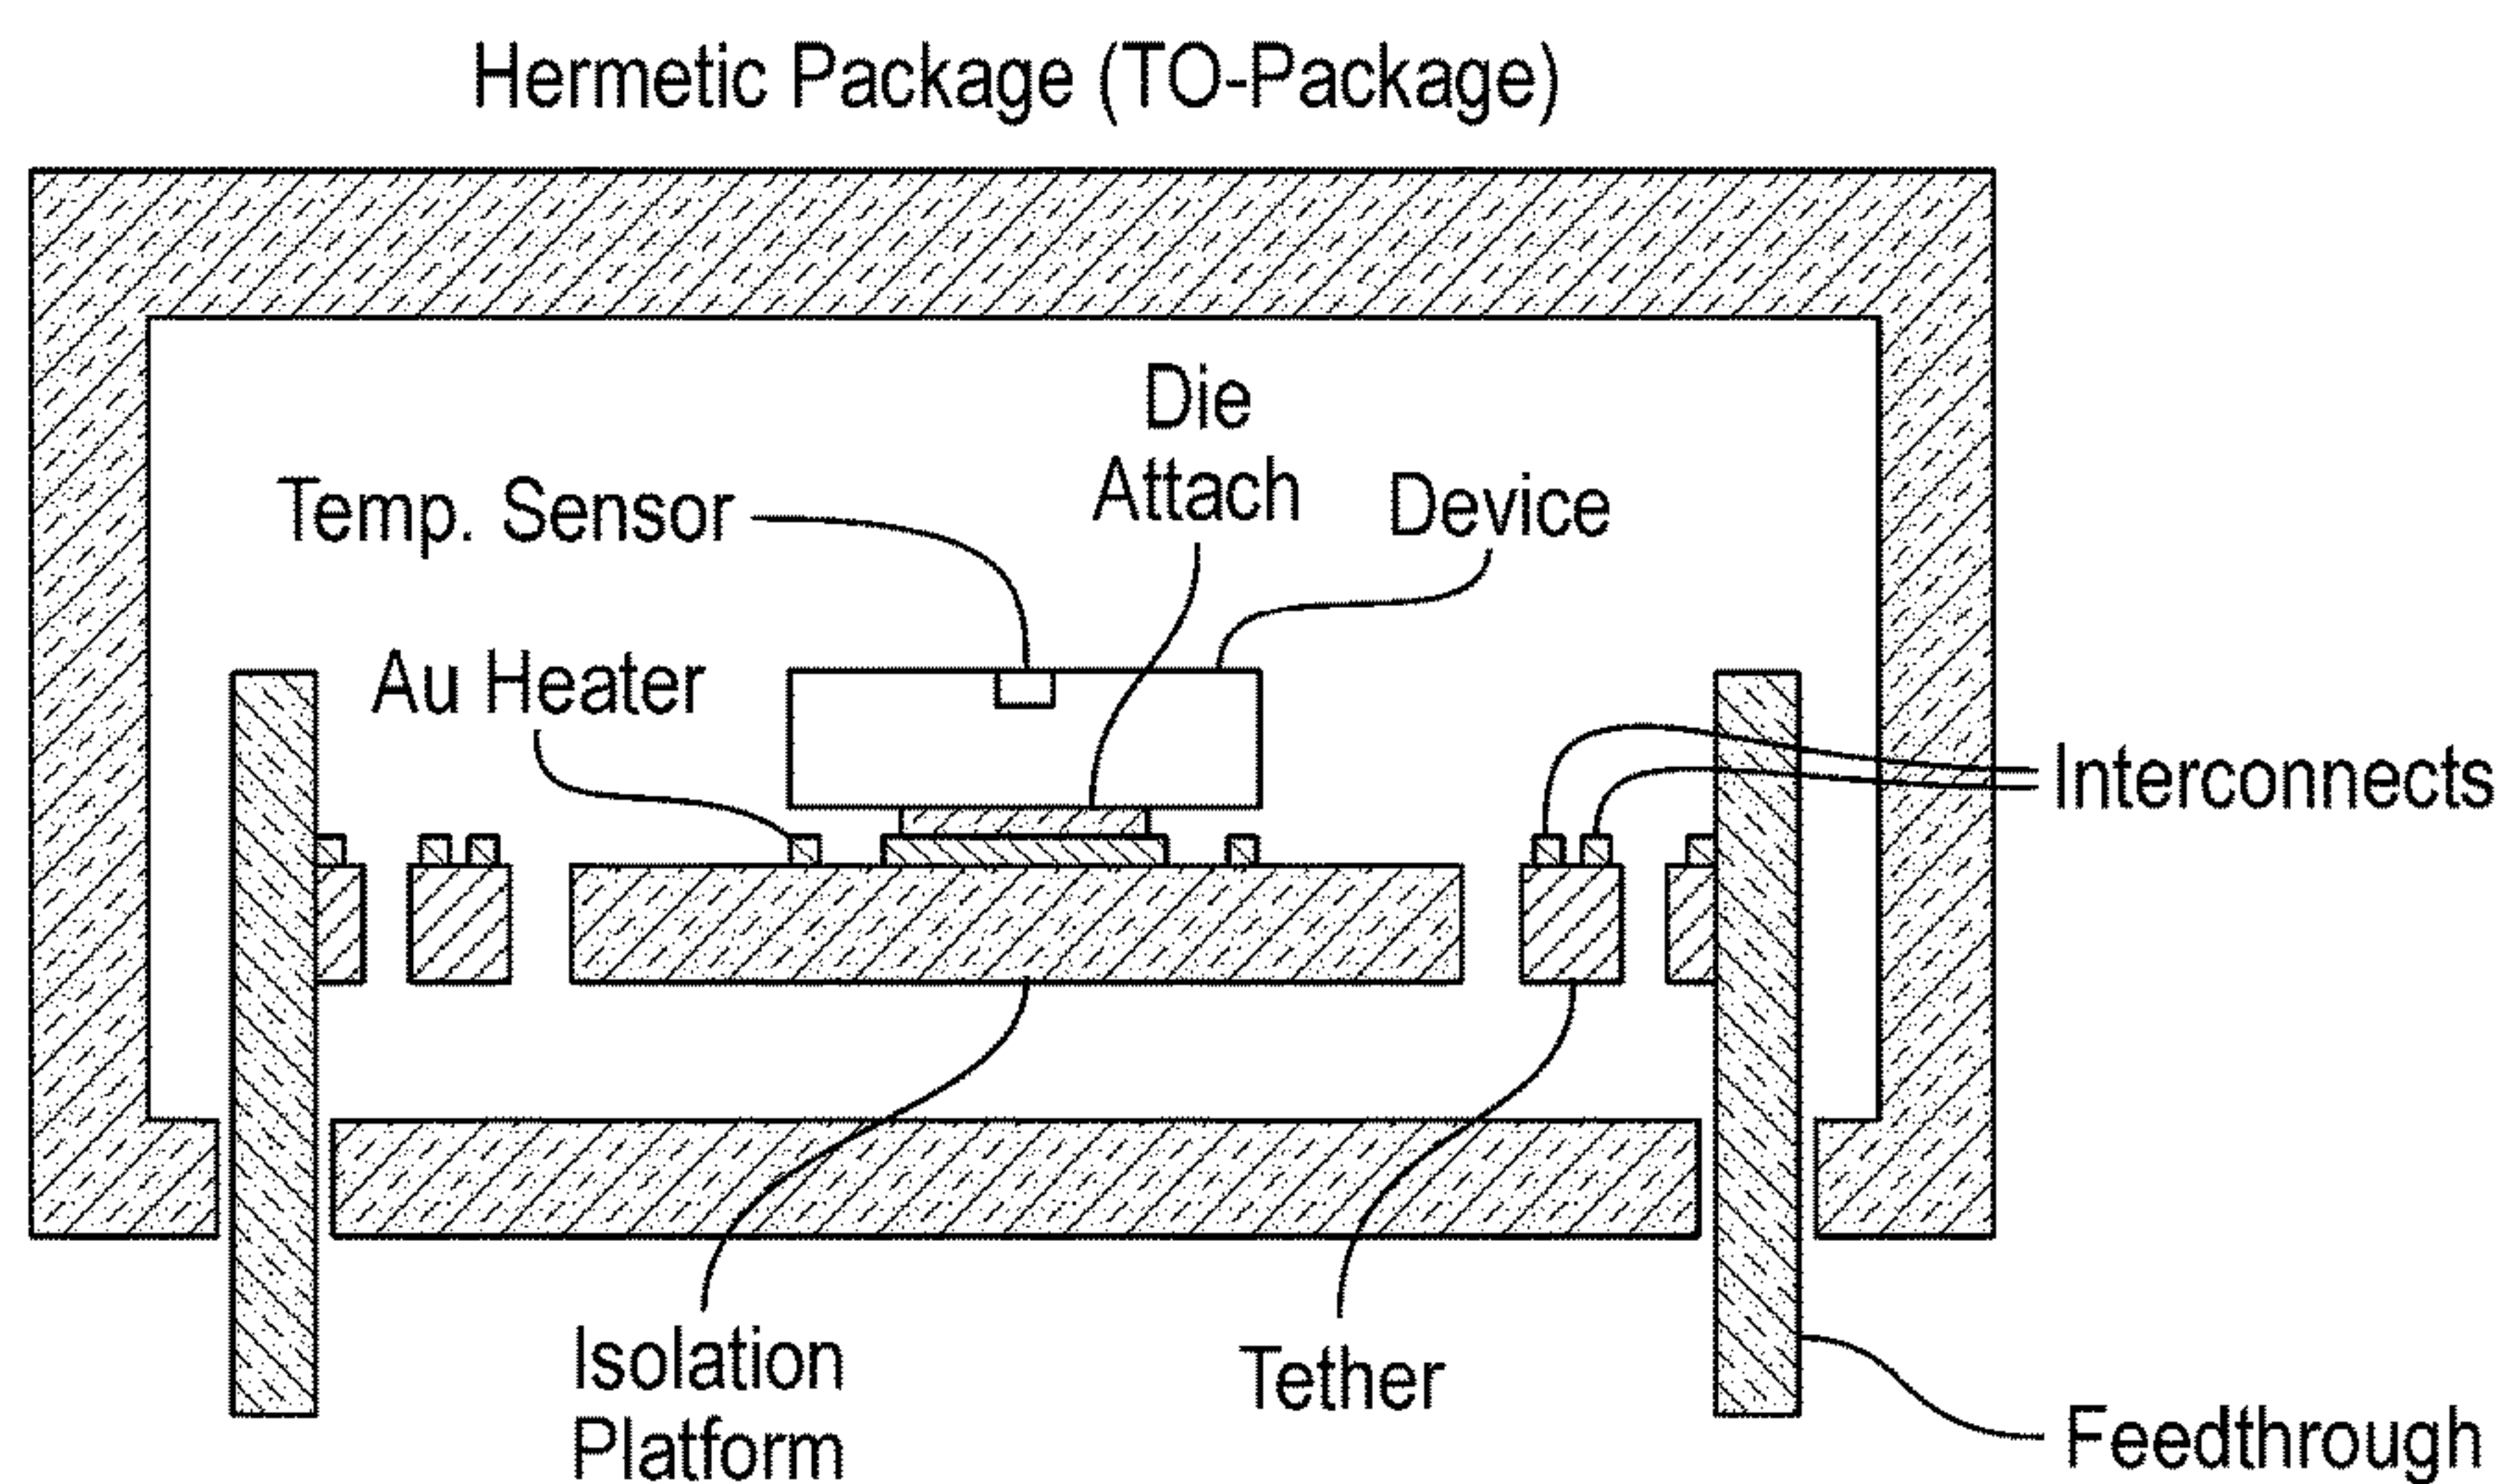 Hermetic Package (TO-Package)
Die
Attach
Temp. Sensor
Device
Au Heater
Interconnects
Isolation
Platform
Tether
Feedthrough